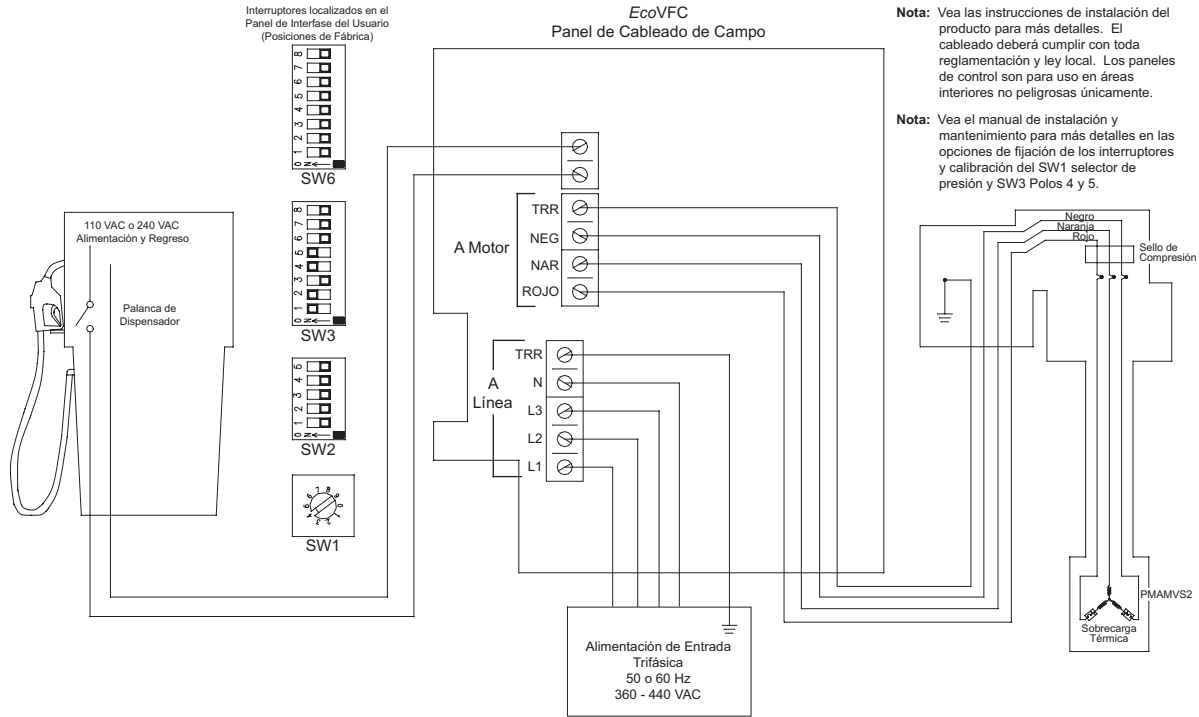 Interruptores localizados en el
Panel de Interfase del Usuario
(Posiciones de Fábrica)
8
7
6
5
4
3
2
1
O N
SW6
8
7
6
5
4
3
2
1
O N
SW3
5
4
3
2
1
O N
SW2
SW1
110 VAC o 240 VAC
Alimentación y Regreso
Palanca de
Dispensador
EcoVFC
Panel de Cableado de Campo
A Motor
TRR
NEG
NAR
ROJO
A
Línea
TRR
N
L3
L2
L1
Alimentación de Entrada
Trifásica
50 o 60 Hz
360 - 440 VAC
Nota: Vea las instrucciones de instalación del
producto para más detalles. El
cableado deberá cumplir con toda
reglamentación y ley local. Los paneles
de control son para uso en áreas
interiores no peligrosas únicamente.
Nota: Vea el manual de instalación y
mantenimiento para más detalles en las
opciones de fijación de los interruptores
y calibración del SW1 selector de
presión y SW3 Polos 4 y 5.
Negro
Naranja
Rojo
Sello de
Compresión
PMAMVS2
Sobrecarga
Térmica